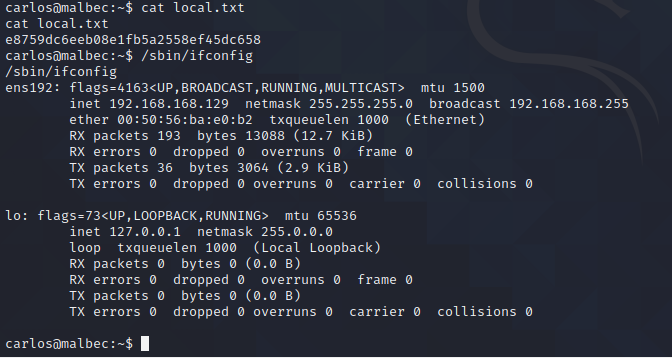 carlos@malbec:~$ cat local.txt
cat local.txt
e8759dc6eeb08e1fb5a2558ef45dc658
carlos@malbec:~$ /sbin/ifconfig
/sbin/ifconfig
ens192: flags=4163<UP,BROADCAST,RUNNING,MULTICAST>  mtu 1500
        inet 192.168.168.129  netmask 255.255.255.0  broadcast 192.168.168.255
        ether 00:50:56:ba:e0:b2  txqueuelen 1000  (Ethernet)
        RX packets 193  bytes 13088 (12.7 KiB)
        RX errors 0  dropped 0  overruns 0  frame 0
        TX packets 36  bytes 3064 (2.9 KiB)
        TX errors 0  dropped 0 overruns 0  carrier 0  collisions 0

lo: flags=73<UP,LOOPBACK,RUNNING>  mtu 65536
        inet 127.0.0.1  netmask 255.0.0.0
        loop  txqueuelen 1000  (Local Loopback)
        RX packets 0  bytes 0 (0.0 B)
        RX errors 0  dropped 0  overruns 0  frame 0
        TX packets 0  bytes 0 (0.0 B)
        TX errors 0  dropped 0 overruns 0  carrier 0  collisions 0

carlos@malbec:~$